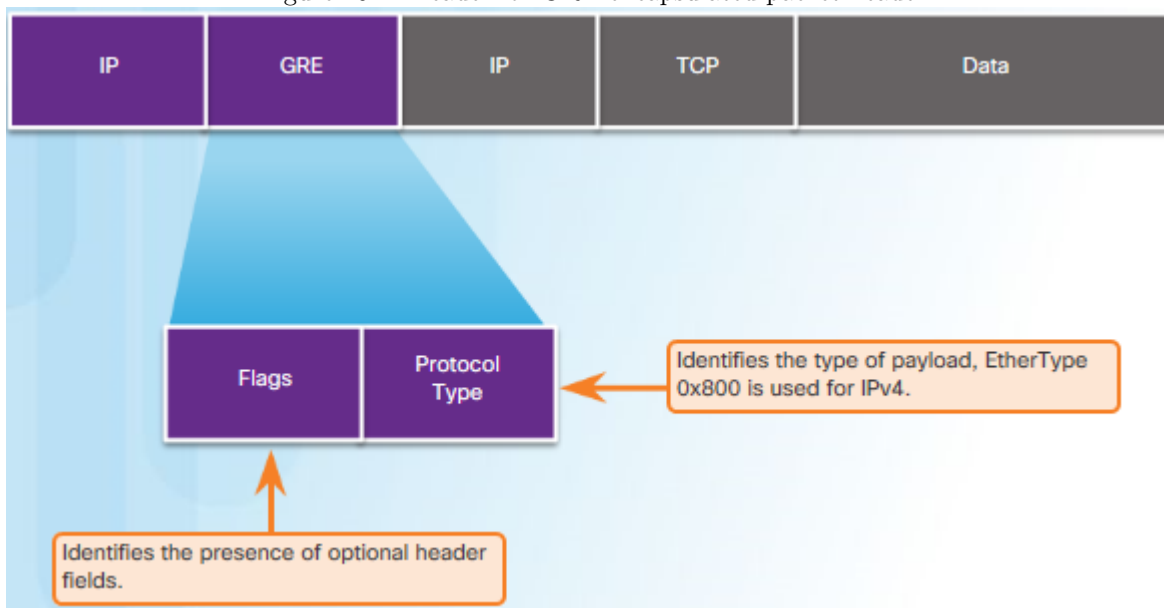 IP GRE IP TCP Data
Flags
Protocol
Type
Identifies the type of payload, EtherType
0x800 is used for IPv4.
Identifies the presence of optional header
fields.